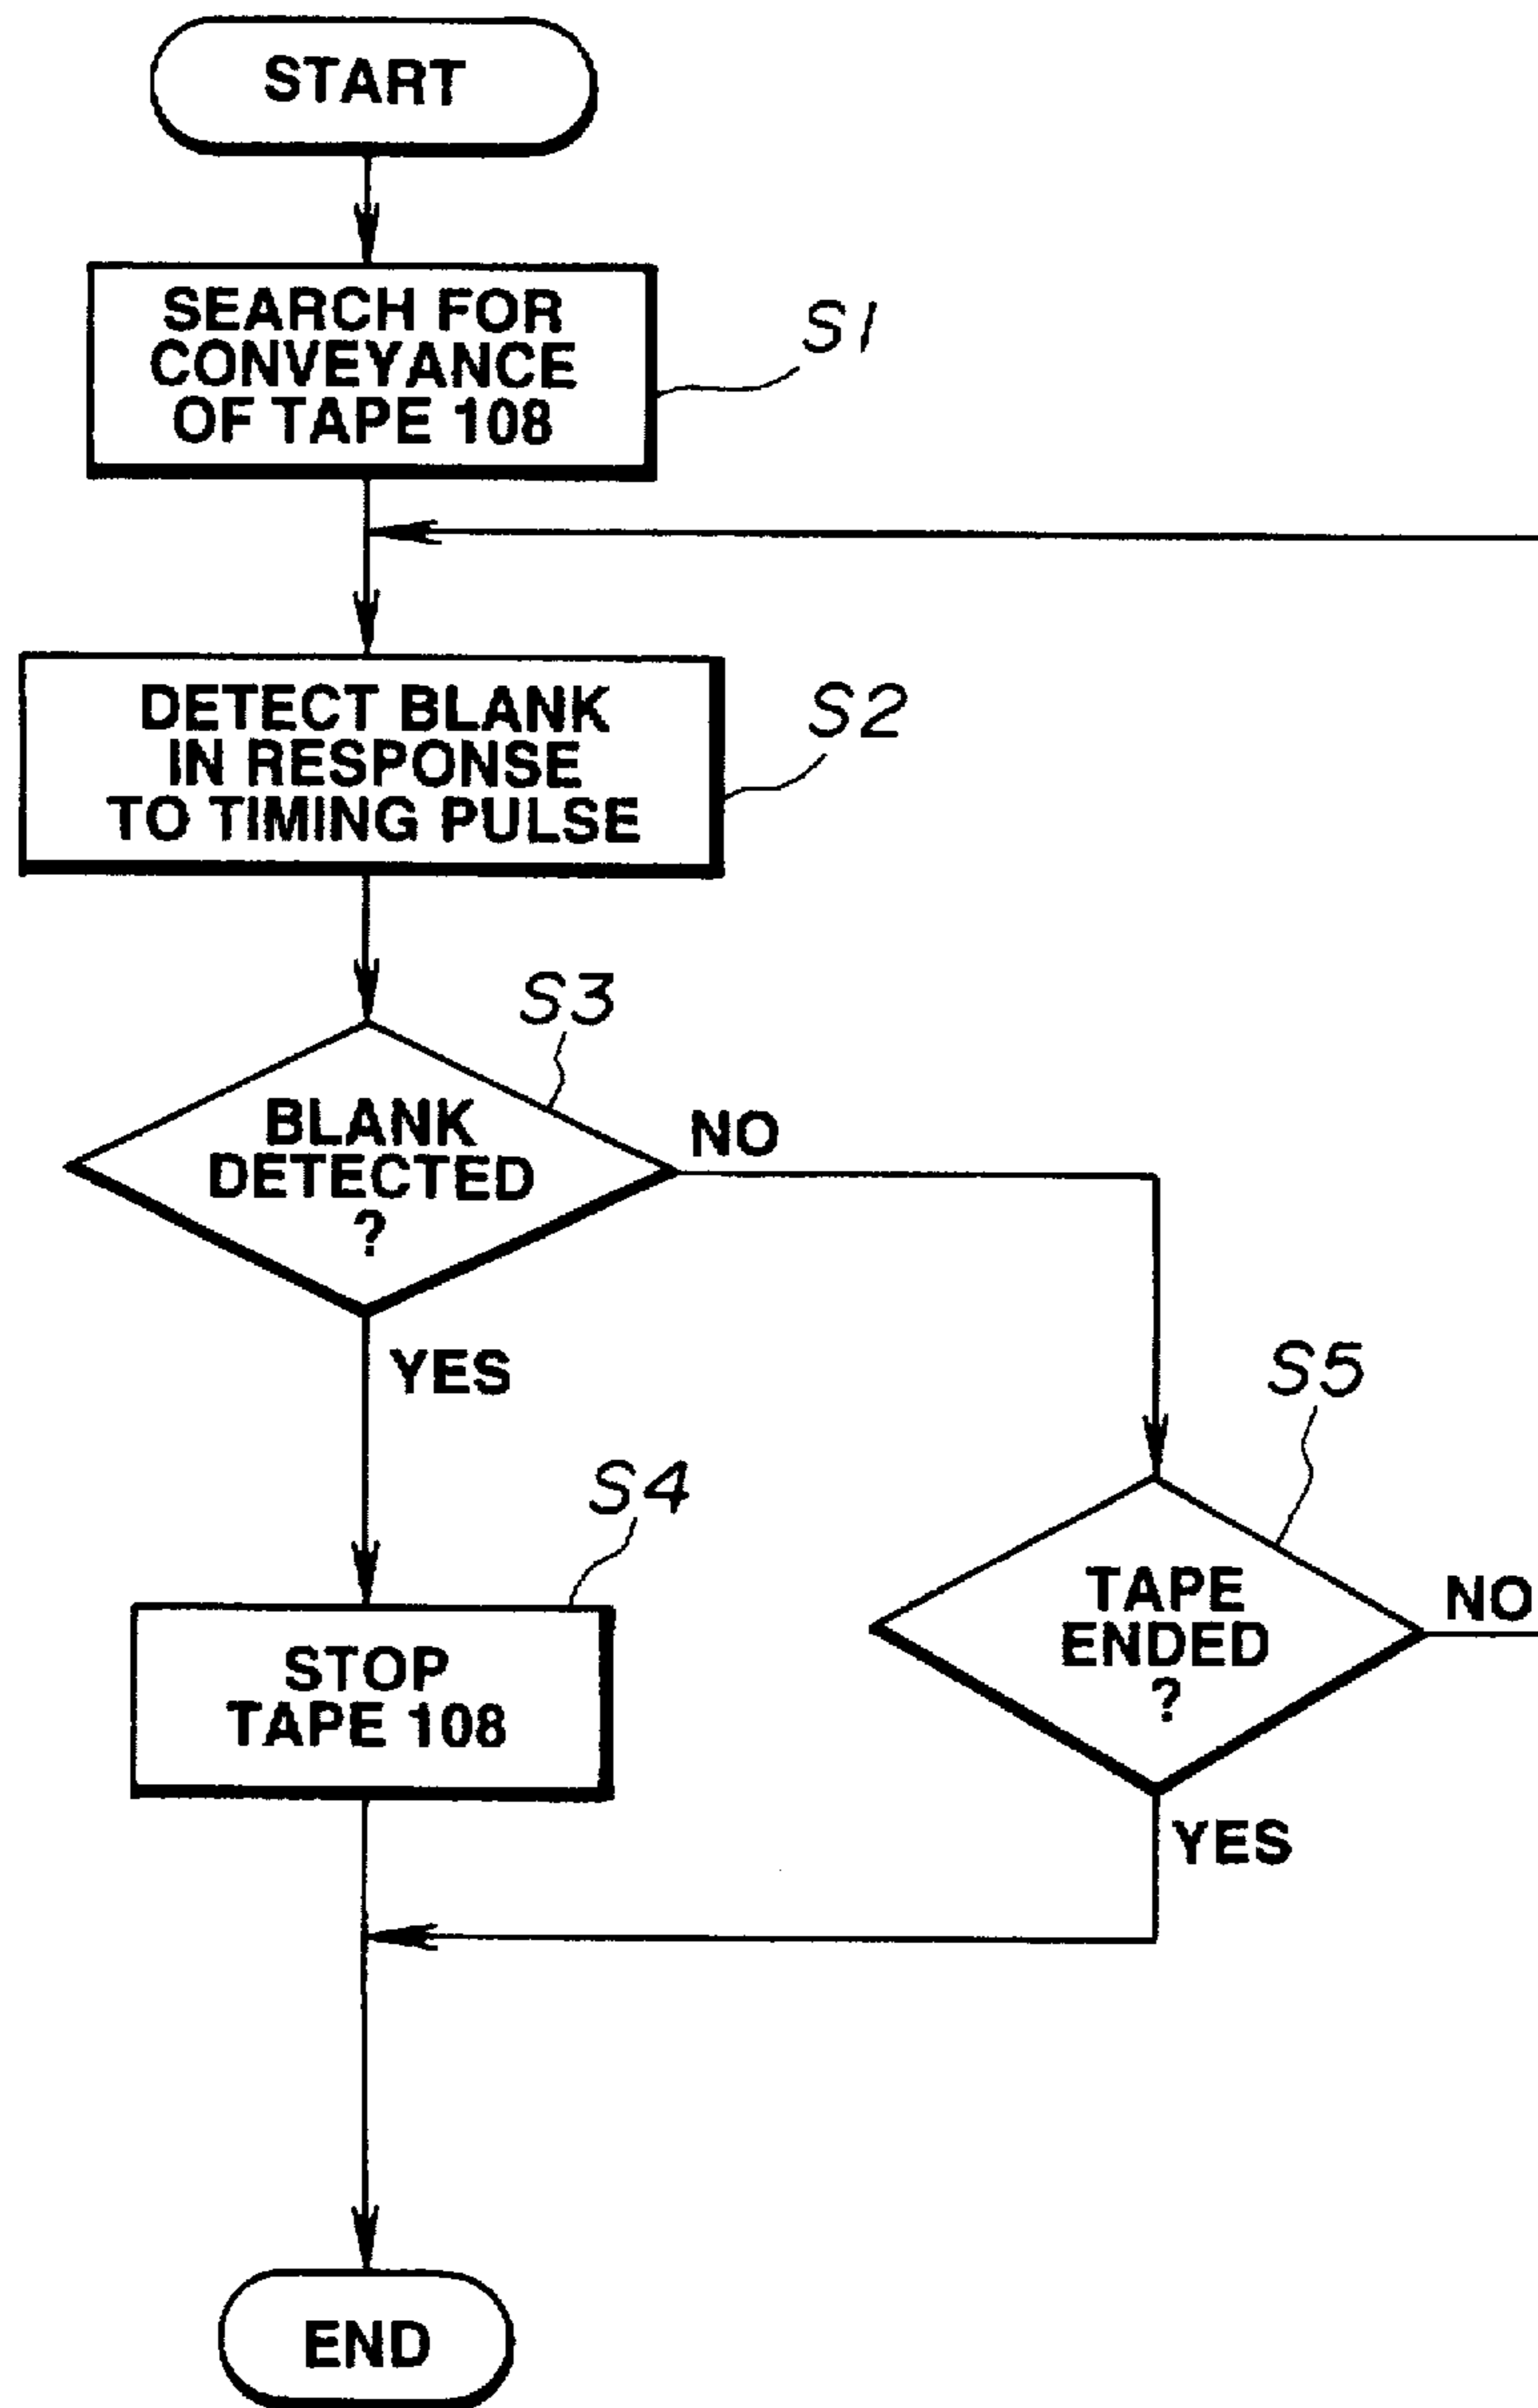 START
SEARCH FOR
CONVEYANCE
OF TAPE 108
S1
DETECT BLANK
IN RESPONSE
TO TIMING PULSE
S2
S3
BLANK
DETECTED
?
NO
YES
S4
STOP
TAPE 108
S5
TAPE
ENDED
?
NO
YES
END